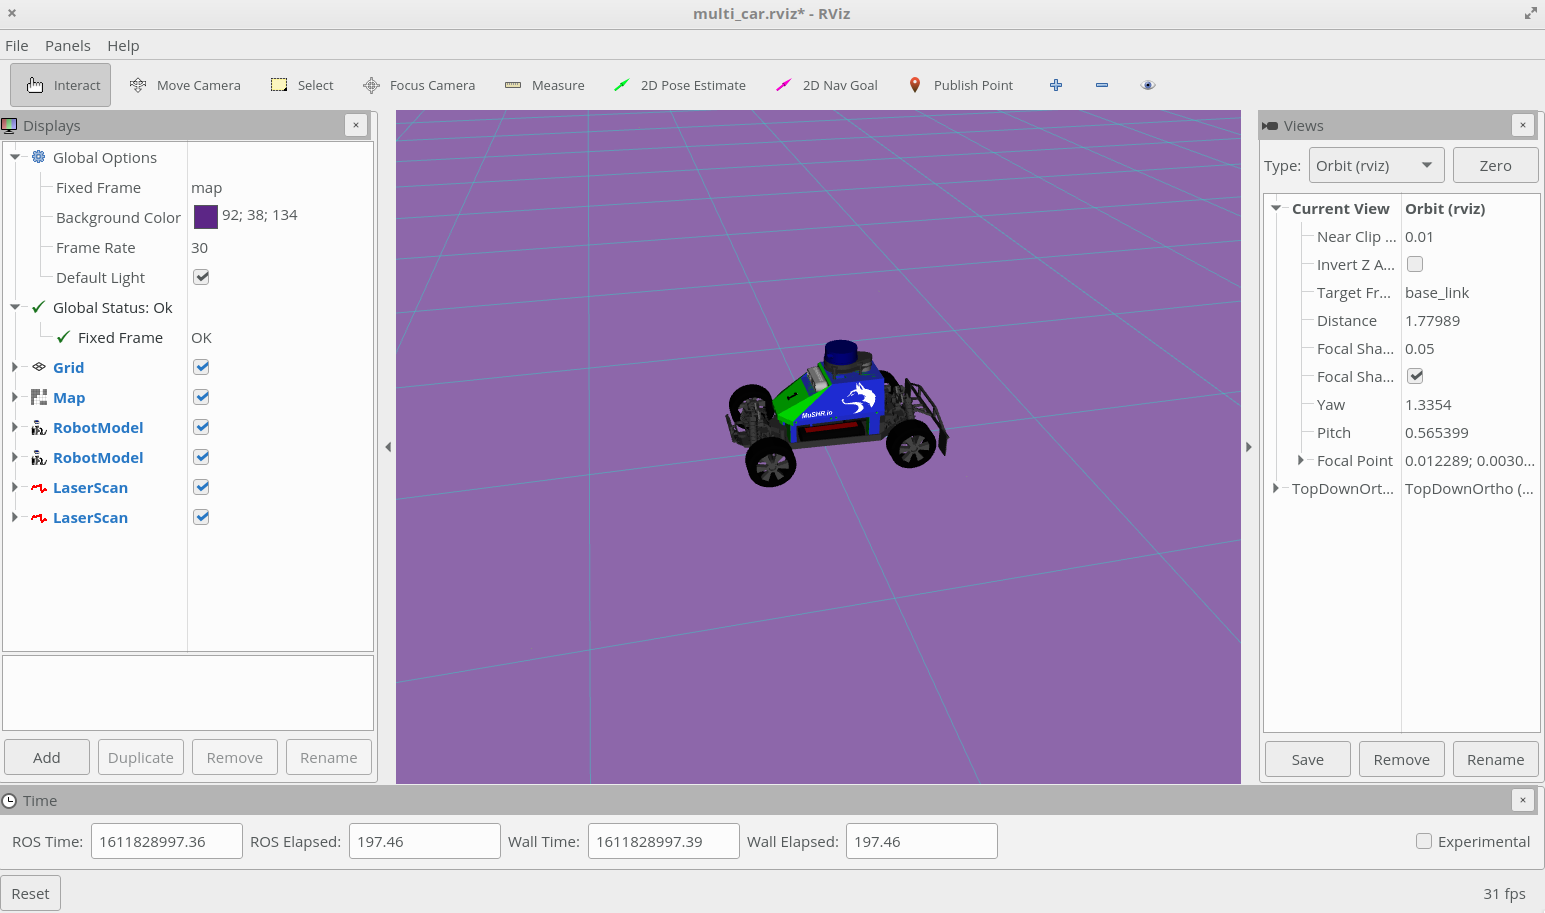 multi_car.rviz* - RViz
File Panels Help
Interact Move Camera Select Focus Camera Measure 2D Pose Estimate 2D Nav Goal Publish Point
Displays
Global Options
Fixed Frame map
Background Color 92; 38; 134
Frame Rate 30
Default Light
Global Status: Ok
Fixed Frame OK
Grid
Map
RobotModel
RobotModel
LaserScan
LaserScan
Add Duplicate Remove Rename
MuSHR.io
1
Views
Type: Orbit (rviz) Zero
Current View Orbit (rviz)
Near Clip ... 0.01
Invert Z A...
Target Fr... base_link
Distance 1.77989
Focal Sha... 0.05
Focal Sha...
Yaw 1.3354
Pitch 0.565399
Focal Point 0.012289; 0.0030...
TopDownOrt... TopDownOrtho (...
Save Remove Rename
Time
ROS Time: 1611828997.36 ROS Elapsed: 197.46 Wall Time: 1611828997.39 Wall Elapsed: 197.46 Experimental
Reset 31 fps